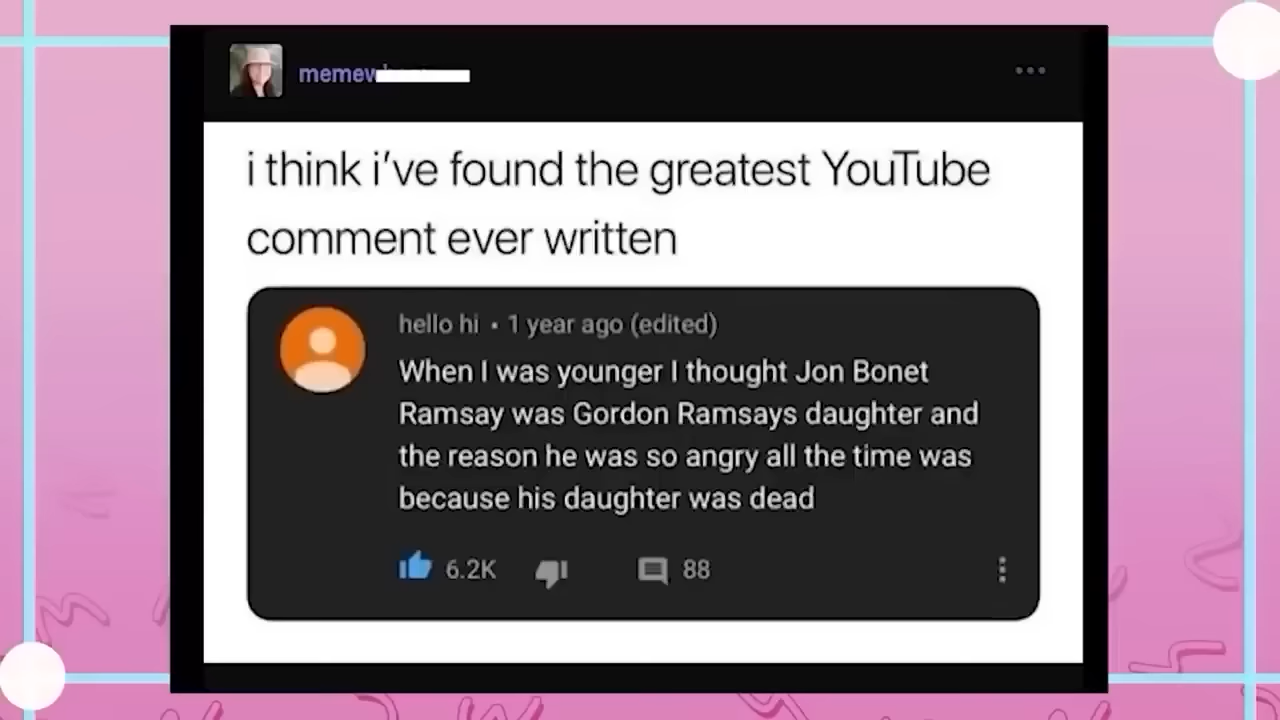 i think i've found the greatest YouTube
comment ever written
hello hi • 1 year ago (edited)
When I was younger I thought Jon Bonet
Ramsay was Gordon Ramsays daughter and
the reason he was so angry all the time was
because his daughter was dead
6.2K 88